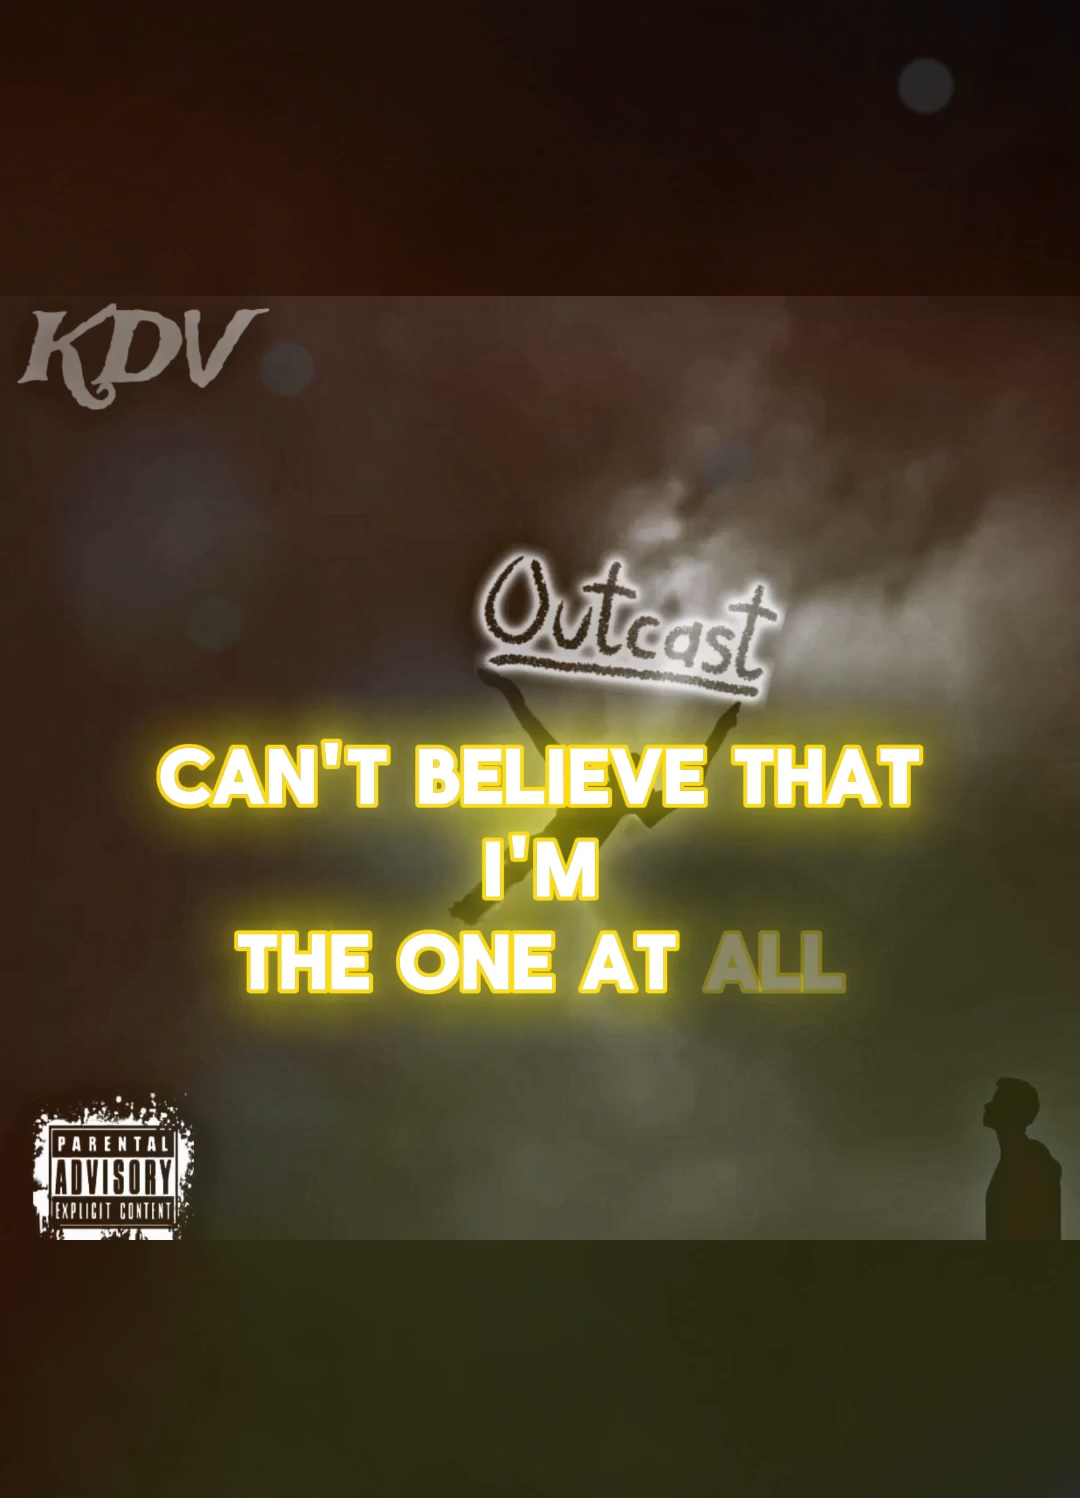 KDV
Outcast
CAN'T BELIEVE THAT
I'M
THE ONE AT ALL
PARENTAL
ADVISORY
EXPLICIT CONTENT